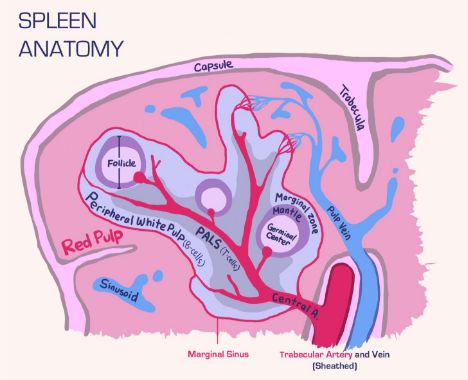 SPLEEN
ANATOMY
Capsule
Trabecula
Follicle
Peripheral White Pulp (B-cells)
PALS (T cells)
Marginal Zone
Mantle
Germinal
Center
Pulp Vein
Red Pulp
Sinusoid
Central A.
Marginal Sinus
Trabecular Artery and Vein
(Sheathed)